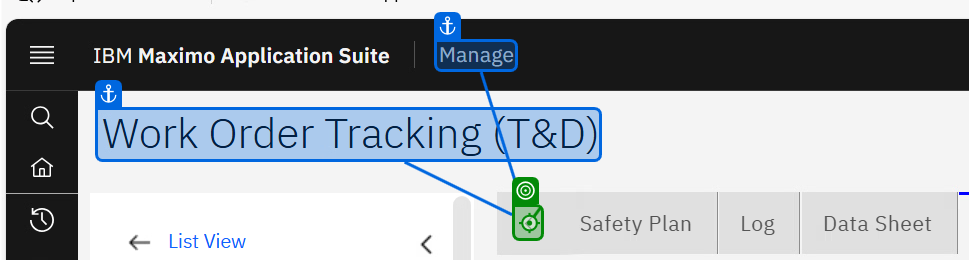 IBM Maximo Application Suite
Manage
Work Order Tracking (T&D)
Safety Plan
Log
Data Sheet
List View